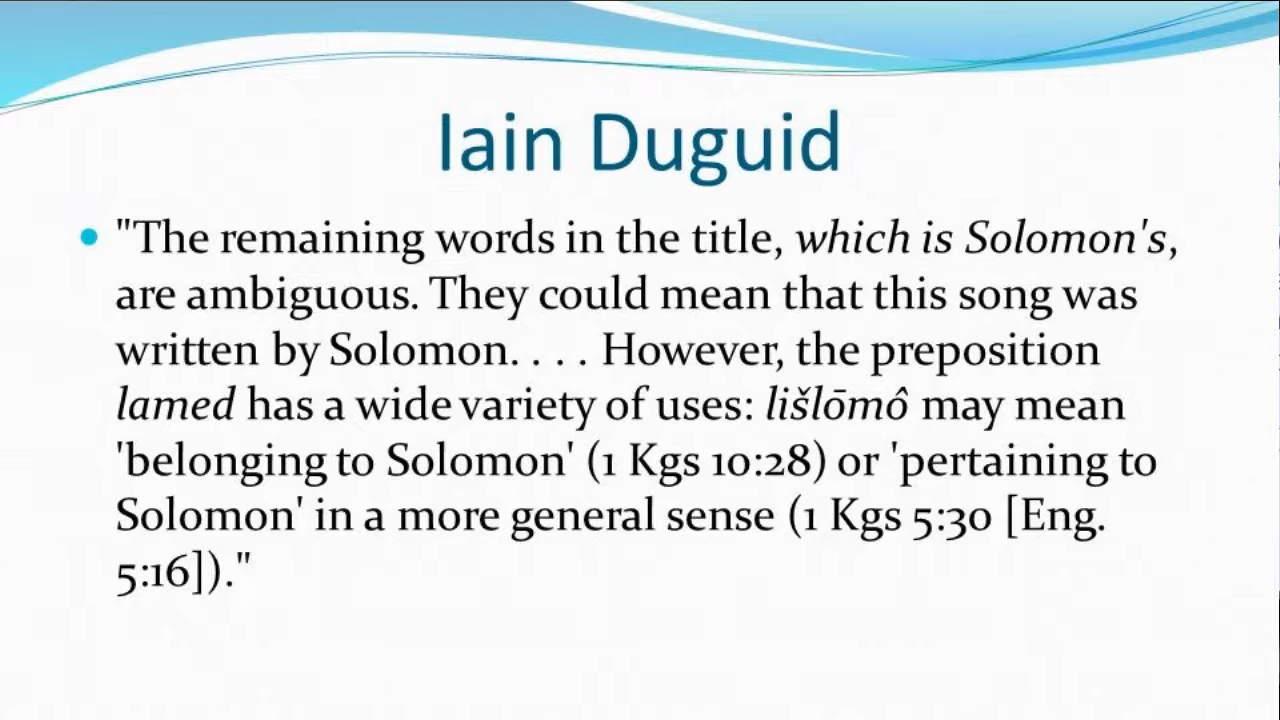 Iain Duguid
• "The remaining words in the title, which is Solomon's,
are ambiguous. They could mean that this song was
written by Solomon. . . . However, the preposition
lamed has a wide variety of uses: lišlōmô may mean
'belonging to Solomon' (1 Kgs 10:28) or 'pertaining to
Solomon' in a more general sense (1 Kgs 5:30 [Eng.
5:16])."